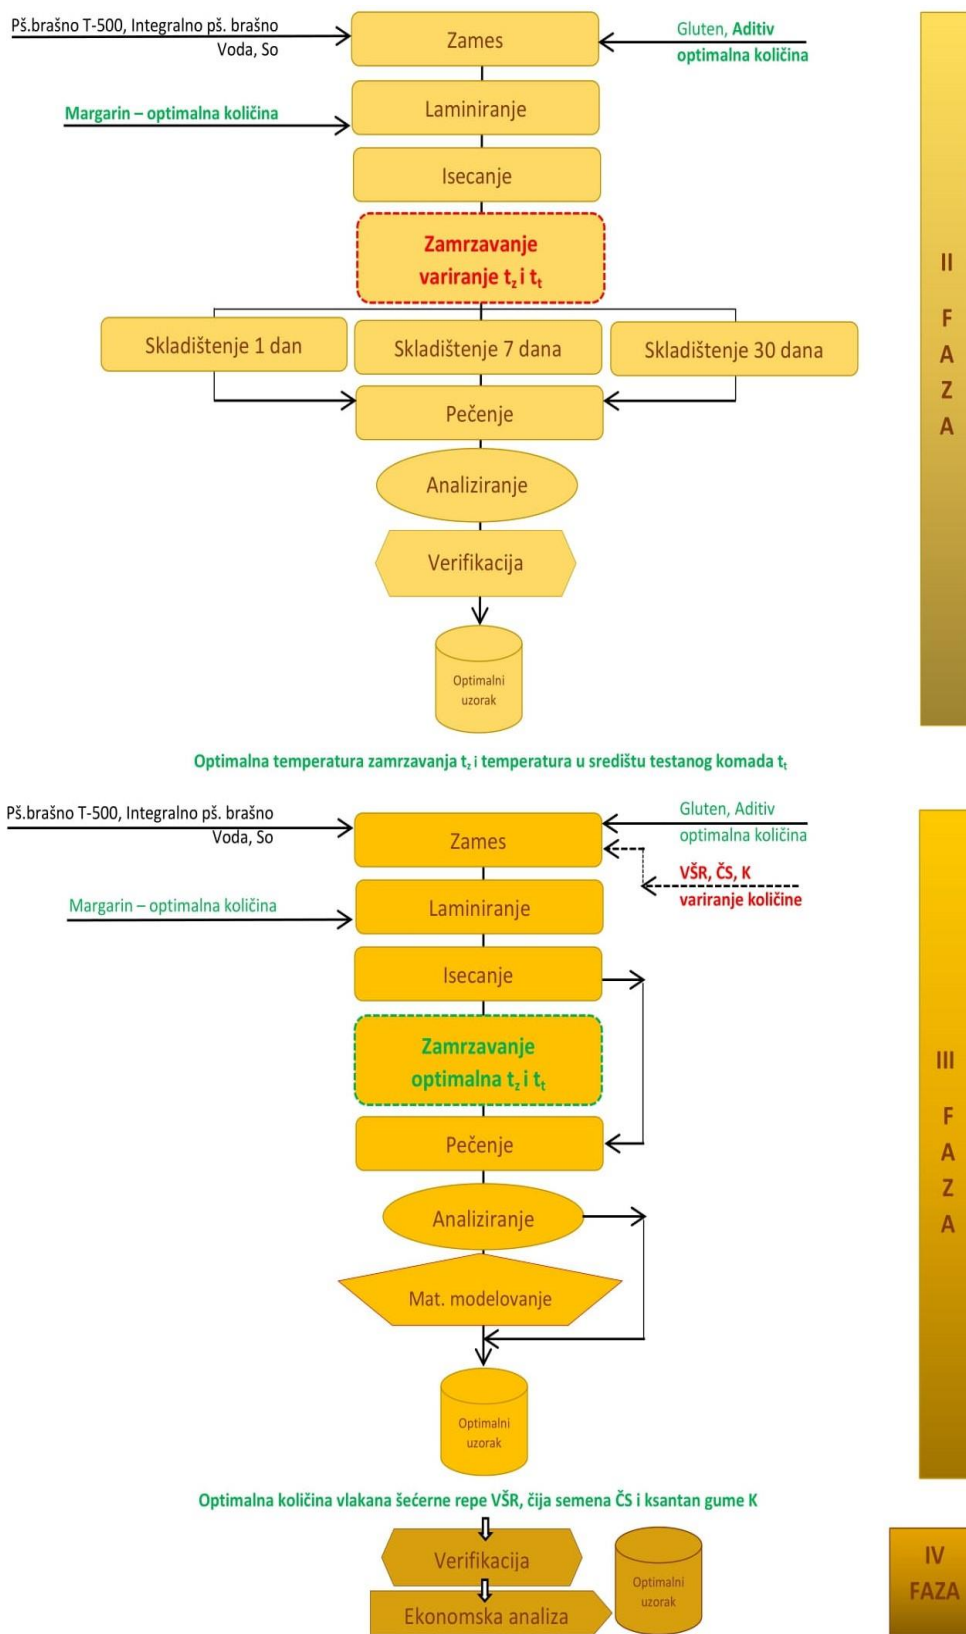 Pš.brašno T-500, Integralno pš. brašno
Voda, So
Zames
Gluten, Aditiv
optimalna količina
Margarin – optimalna količina
Laminiranje
Isecanje
Zamrzavanje
variranje tz i tt
Skladištenje 1 dan
Skladištenje 7 dana
Skladištenje 30 dana
Pečenje
Analiziranje
Verifikacija
Optimalni
uzorak
II
F
A
Z
A
Optimalna temperatura zamrzavanja tz i temperatura u središtu testanog komada tt
Pš.brašno T-500, Integralno pš. brašno
Voda, So
Zames
Gluten, Aditiv
optimalna količina
VŠR, ČS, K
variranje količine
Margarin – optimalna količina
Laminiranje
Isecanje
Zamrzavanje
optimalna tz i tt
Pečenje
Analiziranje
Mat. modelovanje
Optimalni
uzorak
III
F
A
Z
A
Optimalna količina vlakana šećerne repe VŠR, čija semena ČS i ksantan gume K
Verifikacija
Ekonomska analiza
Optimalni
uzorak
IV
FAZA